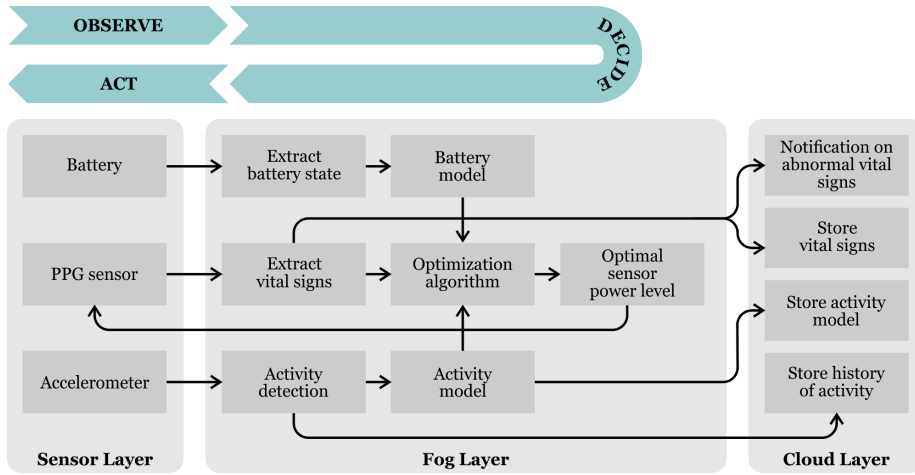 OBSERVE
DECIDE
ACT
Battery
Extract
battery state
Battery
model
Notification on
abnormal vital
signs
Store
vital signs
PPG sensor
Extract
vital signs
Optimization
algorithm
Optimal
sensor
power level
Store activity
model
Accelerometer
Activity
detection
Activity
model
Store history
of activity
Sensor Layer
Fog Layer
Cloud Layer